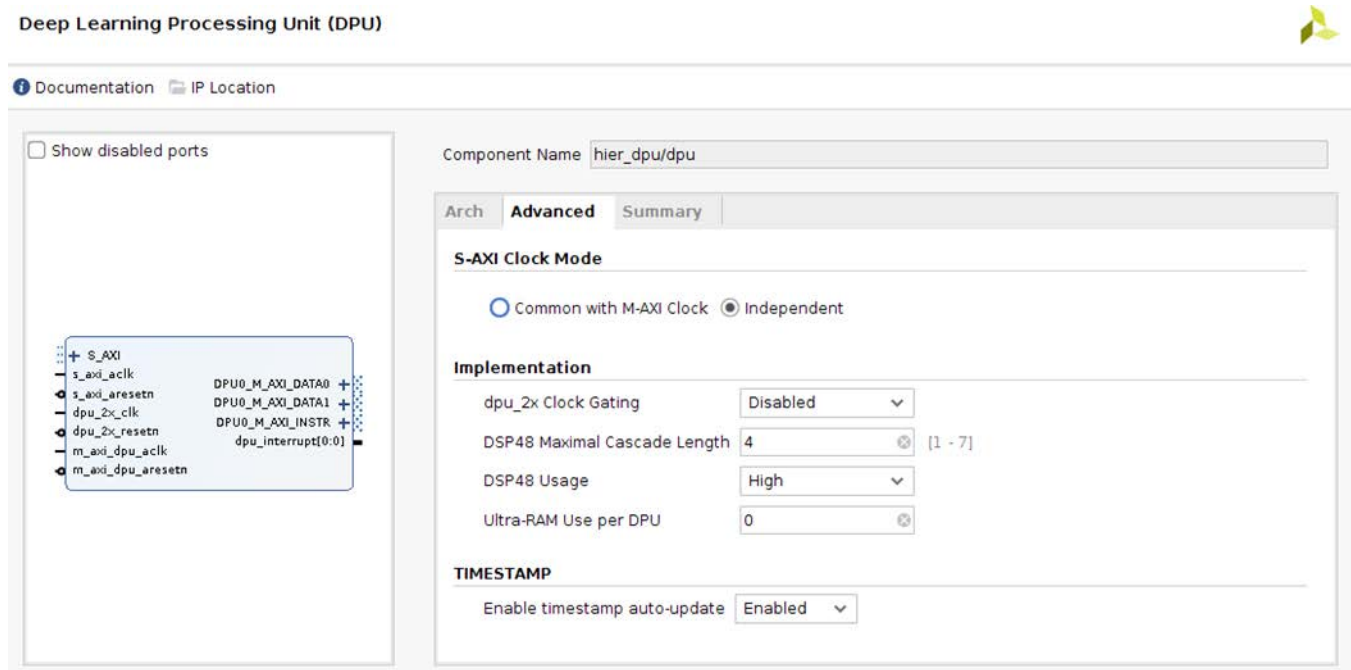 Deep Learning Processing Unit (DPU)
Documentation IP Location
Show disabled ports
S_AXI
s_axi_aclk
s_axi_aresetn
dpu_2x_clk
dpu_2x_resetn
m_axi_dpu_aclk
m_axi_dpu_aresetn
DPU0_M_AXI_DATA0
DPU0_M_AXI_DATA1
DPU0_M_AXI_INSTR
dpu_interrupt[0:0]
Component Name hier_dpu/dpu
Arch Advanced Summary
S-AXI Clock Mode
Common with M-AXI Clock Independent
Implementation
dpu_2x Clock Gating Disabled
DSP48 Maximal Cascade Length 4 [1 - 7]
DSP48 Usage High
Ultra-RAM Use per DPU 0
TIMESTAMP
Enable timestamp auto-update Enabled